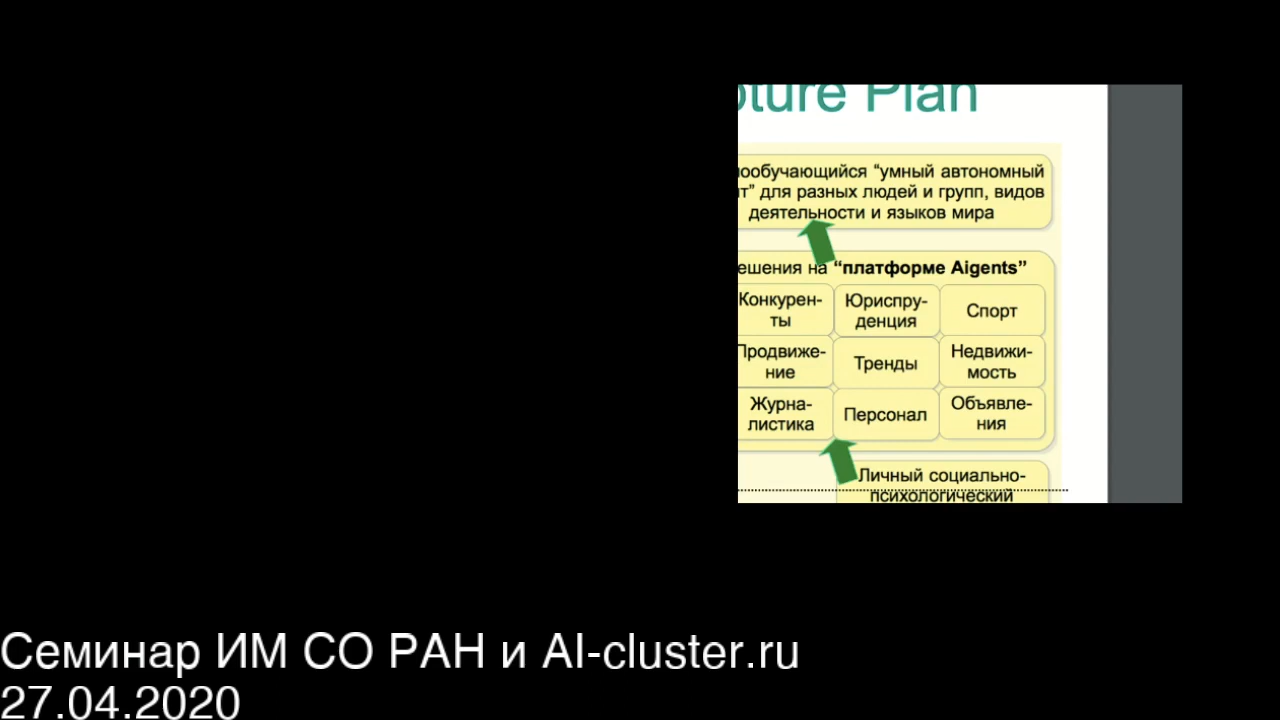 pture Plan
нообучающийся “умный автономный
нт” для разных людей и групп, видов
деятельности и языков мира
ешения на “платформе Aigents”
Конкурен-
ты
Юриспру-
денция
Спорт
Продвиже-
ние
Тренды
Недвижи-
мость
Журна-
листика
Персонал
Объявле-
ния
Личный социально-
психологический
Семинар ИМ СО РАН и AI-cluster.ru
27.04.2020